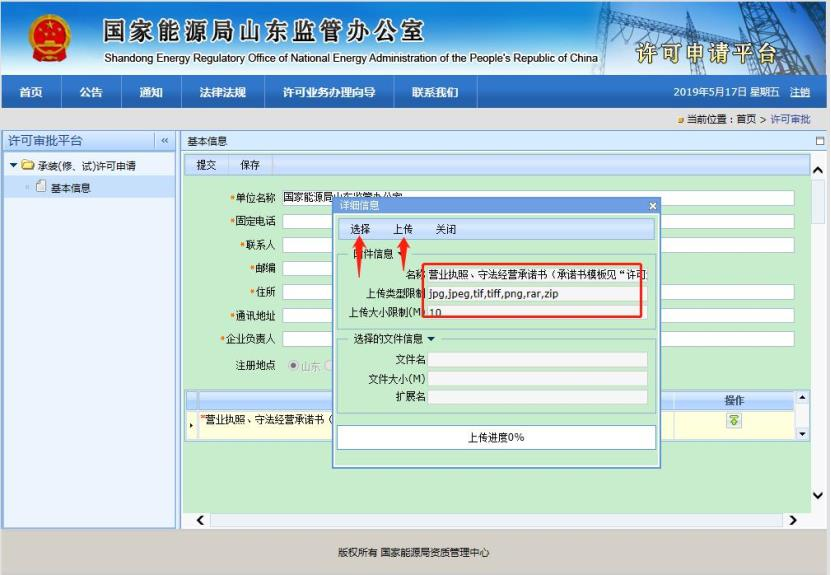 国家能源局山东监管办公室
Shandong Energy Regulatory Office of National Energy Administration of the People's Republic of China
许可申请平台
首页 公告 通知 法律法规 许可业务办理向导 联系我们 2019年5月17日 星期五 注销
当前位置：首页 > 许可审批
许可审批平台 «
基本信息
承装(修、试)许可申请
基本信息
提交 保存
*单位名称 国家能源局山东监管办公室
*固定电话
*联系人
*邮编
*住所
*通讯地址
*企业负责人
注册地点 山东
详细信息 ×
选择 上传 关闭
附件信息
名称 营业执照、守法经营承诺书（承诺书模板见“许可
上传类型限制 jpg,jpeg,tif,tiff,png,rar,zip
上传大小限制(M) 10
选择的文件信息
文件名
文件大小(M)
扩展名
上传进度0%
操作
*营业执照、守法经营承诺书（
版权所有 国家能源局资质管理中心